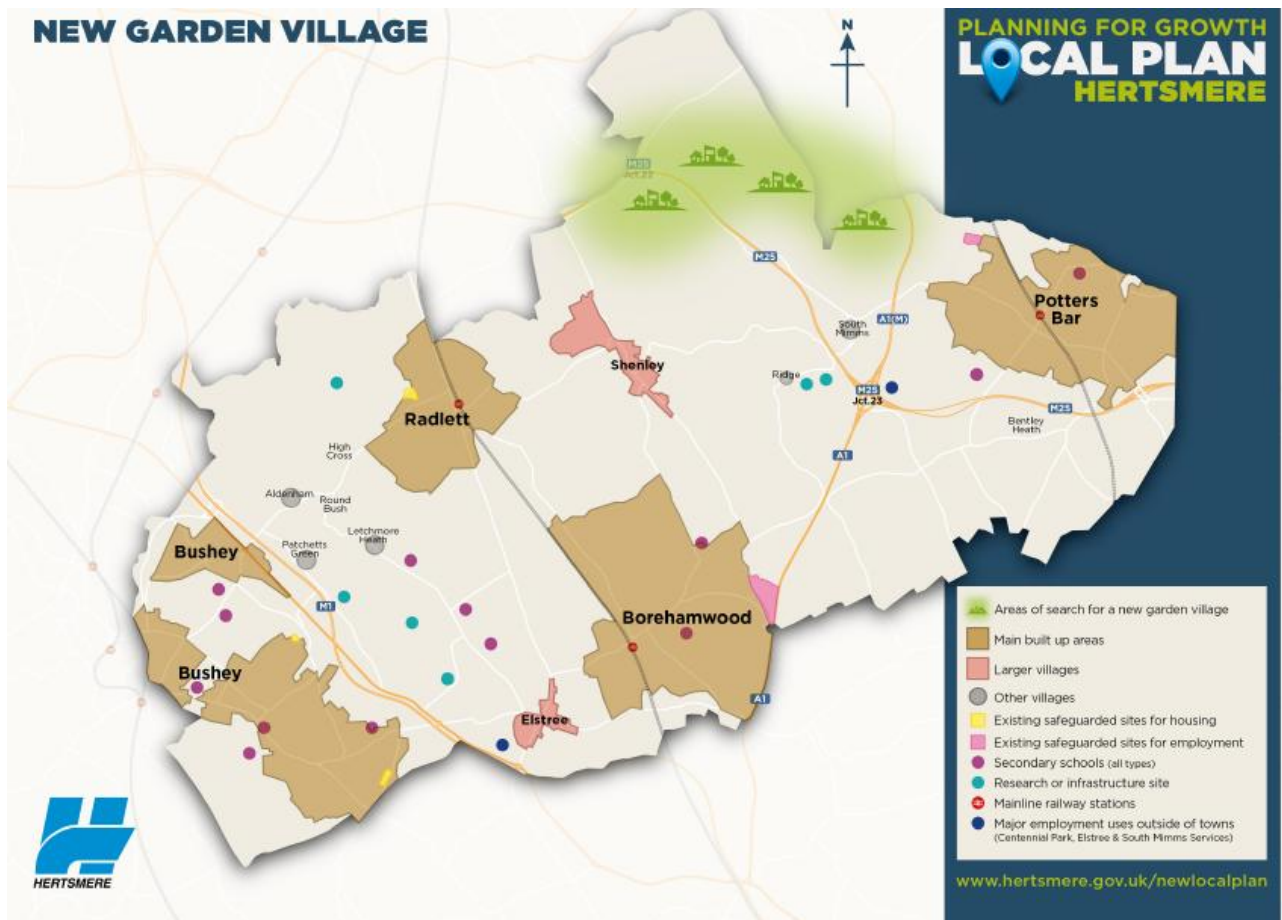 NEW GARDEN VILLAGE
N
PLANNING FOR GROWTH
LOCAL PLAN
HERTSMERE
M25
Jct.22
M25
Potters
Bar
South
Mimms
A1(M)
Shenley
Ridge
M25
Jct.23
M25
Radlett
Bentley
Heath
High
Cross
A1
Aldenham
Round
Bush
Letchmore
Heath
Patchetts
Green
Bushey
M1
Borehamwood
Bushey
A1
Elstree
Areas of search for a new garden village
Main built up areas
Larger villages
Other villages
Existing safeguarded sites for housing
Existing safeguarded sites for employment
Secondary schools (all types)
Research or infrastructure site
Mainline railway stations
Major employment uses outside of towns
(Centennial Park, Elstree & South Mimms Services)
HERTSMERE
www.hertsmere.gov.uk/newlocalplan